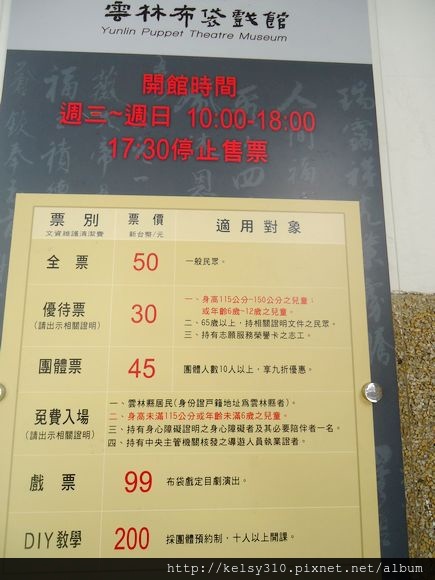 雲林布袋戲館
Yunlin Puppet Theatre Museum
開館時間
週三~週日 10:00-18:00
17:30停止售票
票別 票價 適用對象
文資維護清潔費 新台幣/元
全票 50 一般民眾。
優待票 30 一、身高115公分-150公分之兒童;
(請出示相關證明) 或年齡6歲-12歲之兒童。
二、65歲以上,持相關證明文件之民眾。
三、持有志願服務榮譽卡之志工。
團體票 45 團體人數10人以上,享九折優惠。
免費入場 一、雲林縣居民(身份證戶籍地址為雲林縣者)。
(請出示相關證明) 二、身高未滿115公分或年齡未滿6歲之兒童。
三、持有身心障礙證明之身心障礙者及其必要陪伴者一名。
四、持有中央主管機關核發之導遊人員執業證者。
戲票 99 布袋戲定目劇演出。
DIY教學 200 採團體預約制,十人以上開課。
http://kelsy310.pixnet.net/album